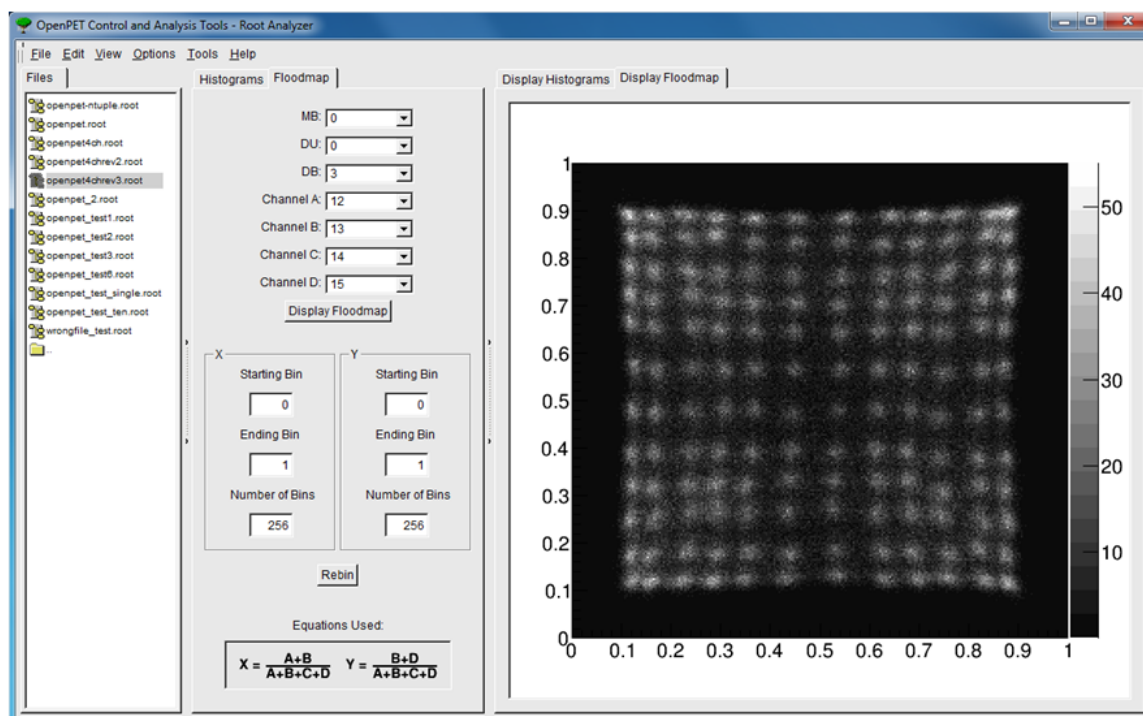 OpenPET Control and Analysis Tools - Root Analyzer
File Edit View Options Tools Help
Files
openpet-ntuple.root
openpet.root
openpet4ch.root
openpet4chrev2.root
openpet4chrev3.root
openpet_2.root
openpet_test1.root
openpet_test2.root
openpet_test3.root
openpet_test6.root
openpet_test_single.root
openpet_test_ten.root
wrongfile_test.root
..
Histograms Floodmap
MB: 0
DU: 0
DB: 3
Channel A: 12
Channel B: 13
Channel C: 14
Channel D: 15
Display Floodmap
X Y
Starting Bin Starting Bin
0 0
Ending Bin Ending Bin
1 1
Number of Bins Number of Bins
256 256
Rebin
Equations Used:
X = A+B / A+B+C+D Y = B+D / A+B+C+D
Display Histograms Display Floodmap
1
0.9
0.8
0.7
0.6
0.5
0.4
0.3
0.2
0.1
0
0 0.1 0.2 0.3 0.4 0.5 0.6 0.7 0.8 0.9 1
50
40
30
20
10